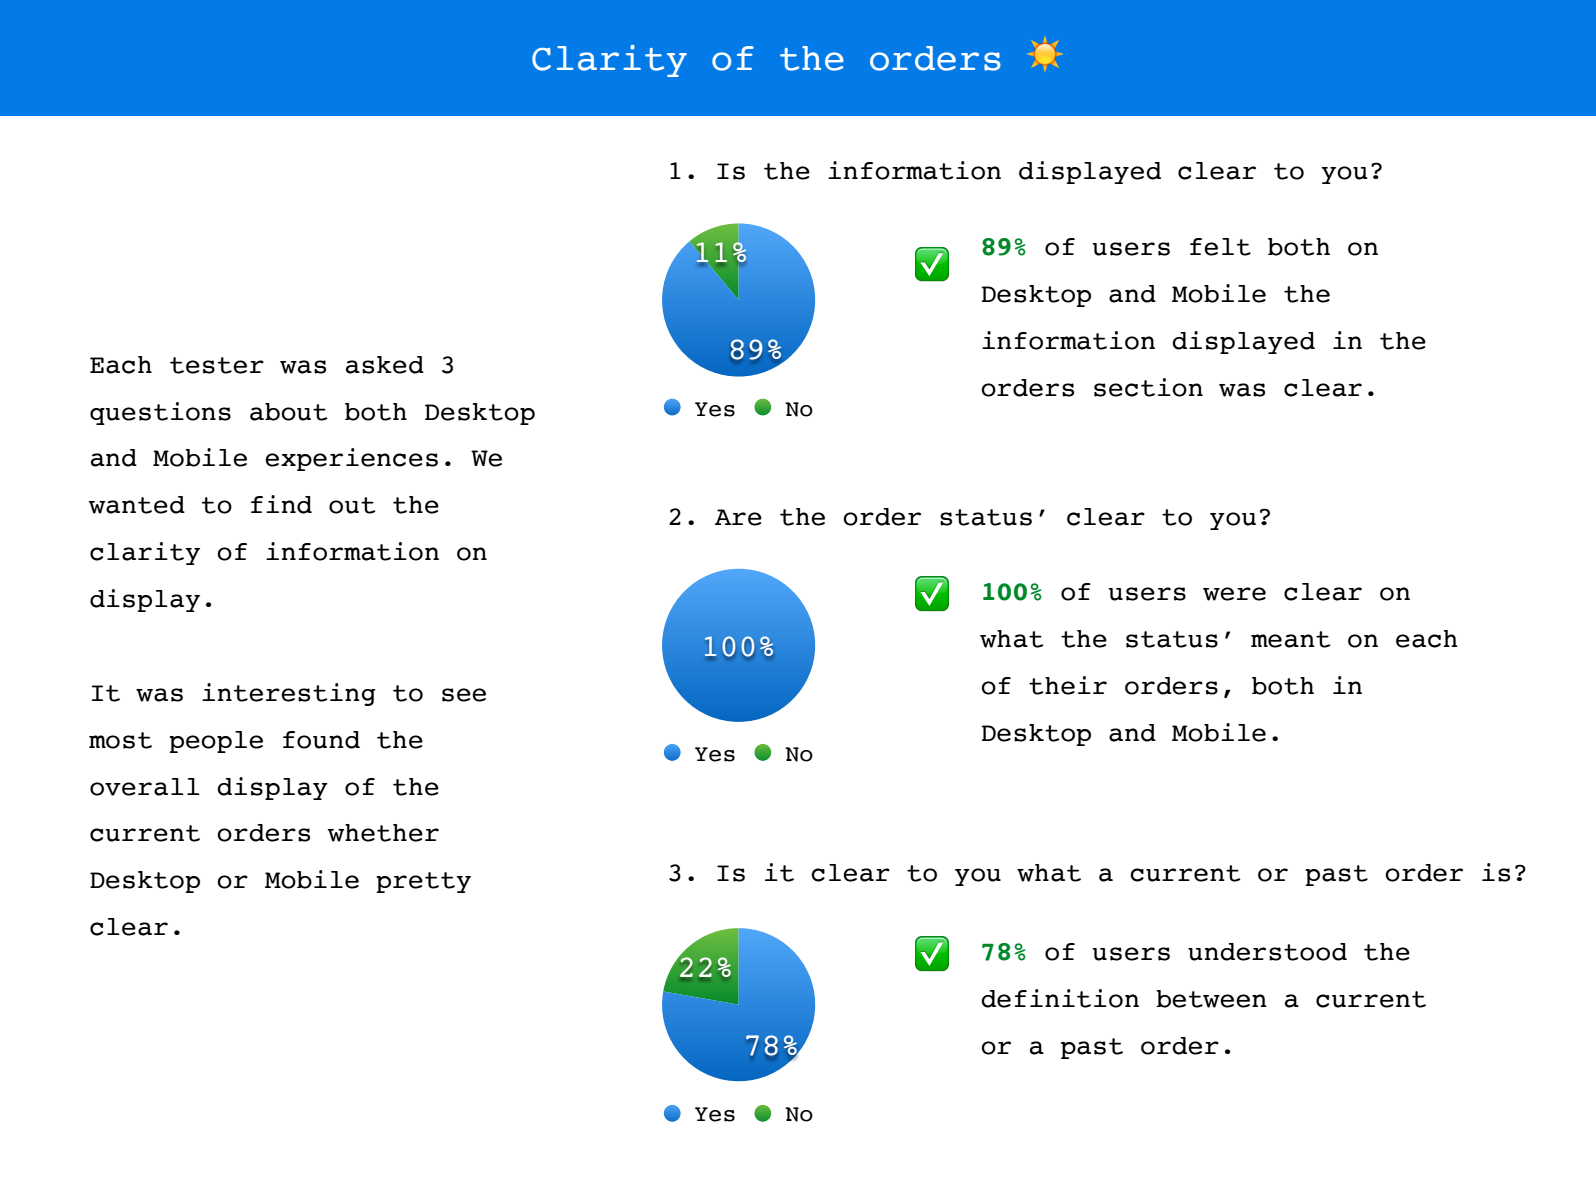 Clarity of the orders ☀️
Each tester was asked 3
questions about both Desktop
and Mobile experiences. We
wanted to find out the
clarity of information on
display.
It was interesting to see
most people found the
overall display of the
current orders whether
Desktop or Mobile pretty
clear.
1. Is the information displayed clear to you?
11%
89%
Yes No
✅ 89% of users felt both on
Desktop and Mobile the
information displayed in the
orders section was clear.
2. Are the order status’ clear to you?
100%
Yes No
✅ 100% of users were clear on
what the status’ meant on each
of their orders, both in
Desktop and Mobile.
3. Is it clear to you what a current or past order is?
22%
78%
Yes No
✅ 78% of users understood the
definition between a current
or a past order.